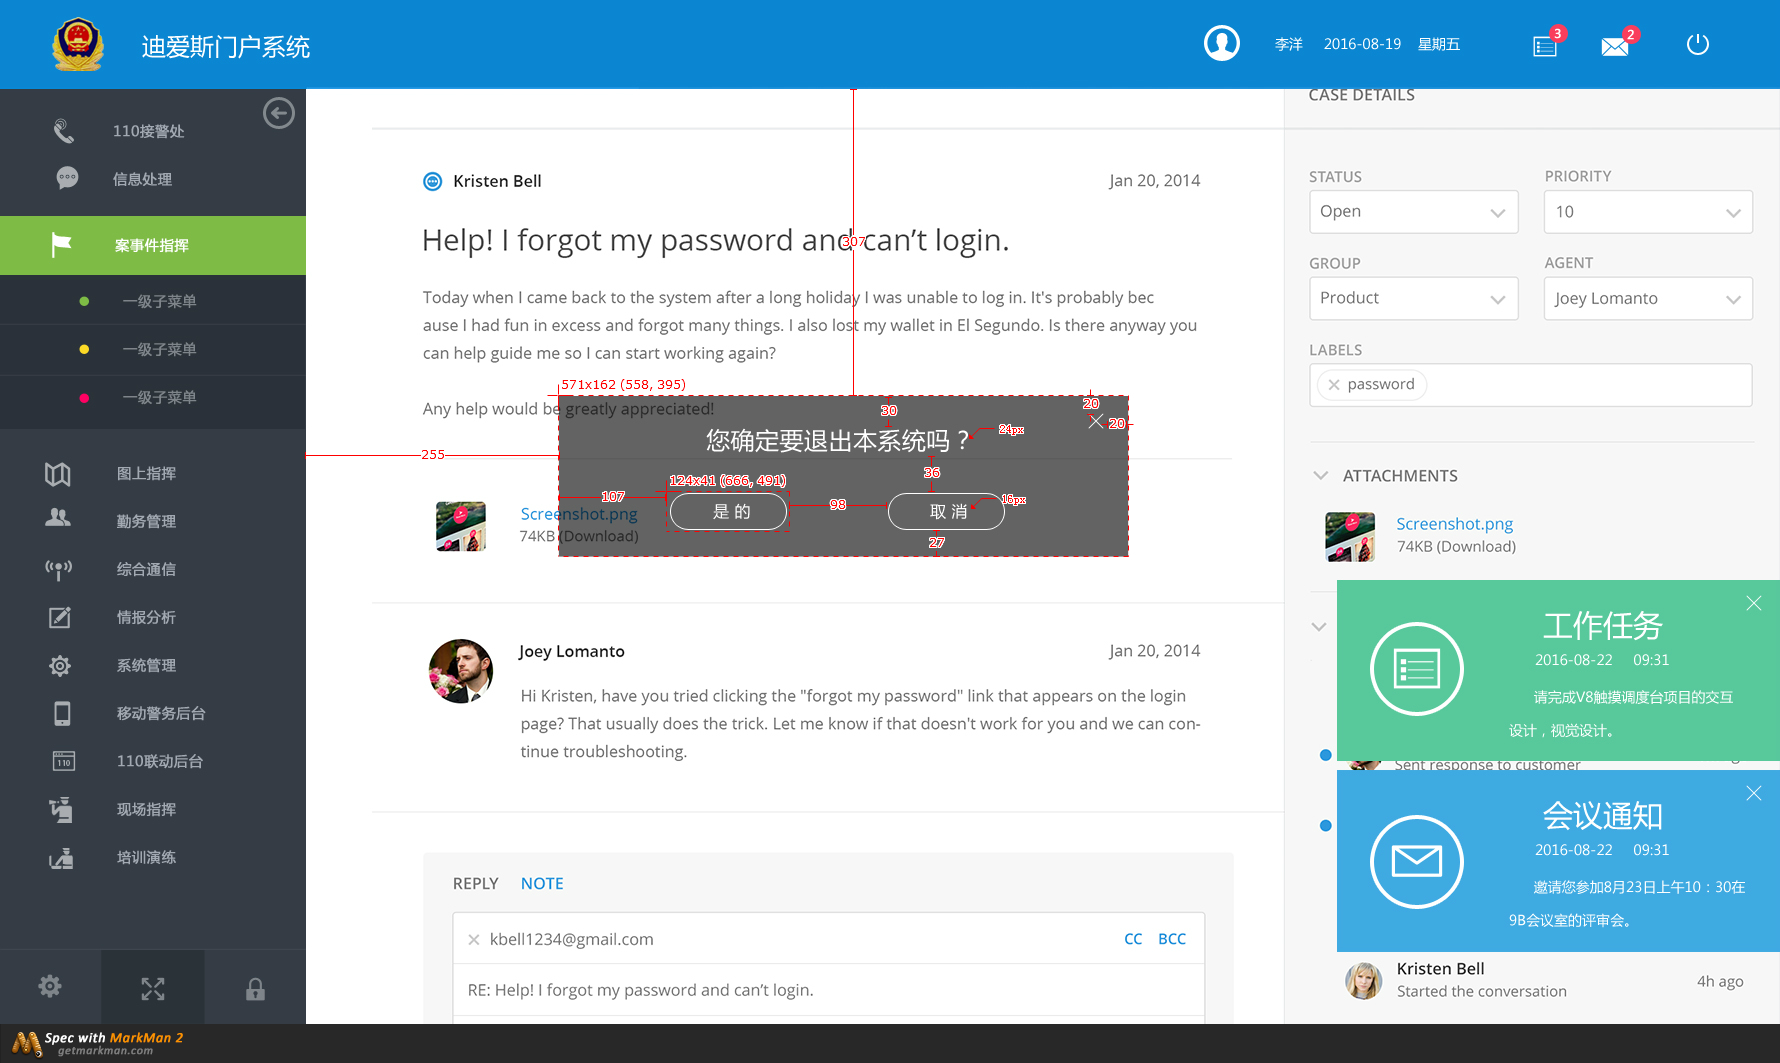 迪爱斯门户系统
李洋 2016-08-19 星期五
3
2
110接警处
信息处理
案事件指挥
一级子菜单
一级子菜单
一级子菜单
图上指挥
勤务管理
综合通信
情报分析
系统管理
移动警务后台
110
110联动后台
现场指挥
培训演练
Kristen Bell
Jan 20, 2014
Help! I forgot my password and can’t login.
307
Today when I came back to the system after a long holiday I was unable to log in. It's probably bec
ause I had fun in excess and forgot many things. I also lost my wallet in El Segundo. Is there anyway you
can help guide me so I can start working again?
Any help would be greatly appreciated!
571x162 (558, 395)
30
20
20
您确定要退出本系统吗？
24px
255
36
124x41 (666, 491)
107
98
是 的
取 消
16px
27
Screenshot.png
74KB (Download)
Joey Lomanto
Jan 20, 2014
Hi Kristen, have you tried clicking the "forgot my password" link that appears on the login
page? That usually does the trick. Let me know if that doesn't work for you and we can con-
tinue troubleshooting.
REPLY NOTE
kbell1234@gmail.com
CC BCC
RE: Help! I forgot my password and can’t login.
CASE DETAILS
STATUS
PRIORITY
Open
10
GROUP
AGENT
Product
Joey Lomanto
LABELS
password
ATTACHMENTS
Screenshot.png
74KB (Download)
工作任务
2016-08-22 09:31
请完成V8触摸调度台项目的交互
设计，视觉设计。
Sent response to customer
会议通知
2016-08-22 09:31
邀请您参加8月23日上午10：30在
9B会议室的评审会。
Kristen Bell
Started the conversation
4h ago
Spec with MarkMan 2
getmarkman.com